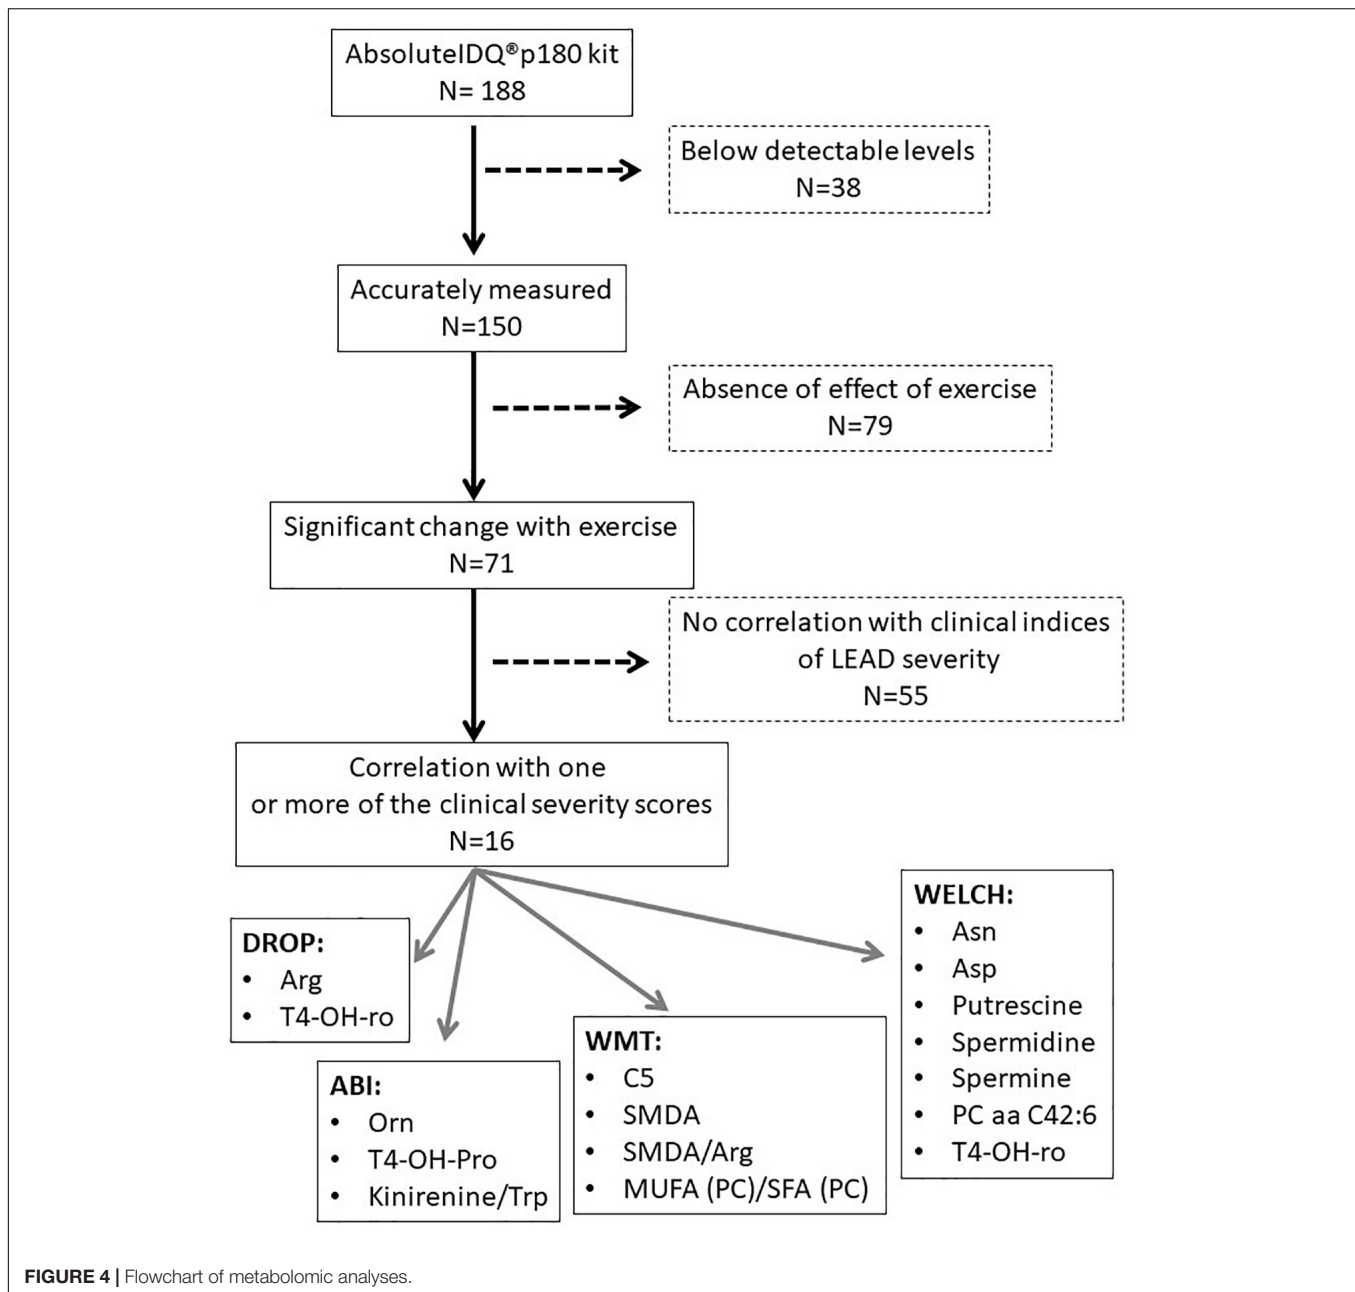 AbsoluteIDQ®p180 kit
N= 188
Below detectable levels
N=38
Accurately measured
N=150
Absence of effect of exercise
N=79
Significant change with exercise
N=71
No correlation with clinical indices
of LEAD severity
N=55
Correlation with one
or more of the clinical severity scores
N=16
DROP:
• Arg
• T4-OH-ro
ABI:
• Orn
• T4-OH-Pro
• Kinirenine/Trp
WMT:
• C5
• SMDA
• SMDA/Arg
• MUFA (PC)/SFA (PC)
WELCH:
• Asn
• Asp
• Putrescine
• Spermidine
• Spermine
• PC aa C42:6
• T4-OH-ro
FIGURE 4 | Flowchart of metabolomic analyses.